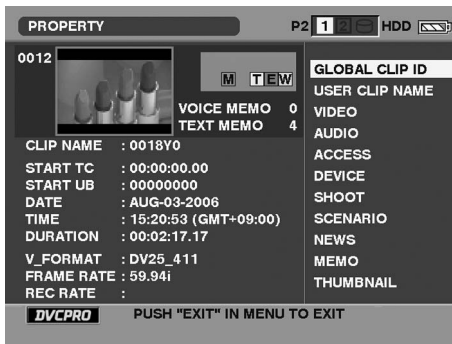 PROPERTY
P2 1 2 HDD
0012
M T E W
VOICE MEMO 0
TEXT MEMO 4
CLIP NAME : 0018Y0
START TC : 00:00:00.00
START UB : 00000000
DATE : AUG-03-2006
TIME : 15:20:53 (GMT+09:00)
DURATION : 00:02:17.17
V_FORMAT : DV25_411
FRAME RATE : 59.94i
REC RATE :
GLOBAL CLIP ID
USER CLIP NAME
VIDEO
AUDIO
ACCESS
DEVICE
SHOOT
SCENARIO
NEWS
MEMO
THUMBNAIL
DVCPRO PUSH "EXIT" IN MENU TO EXIT